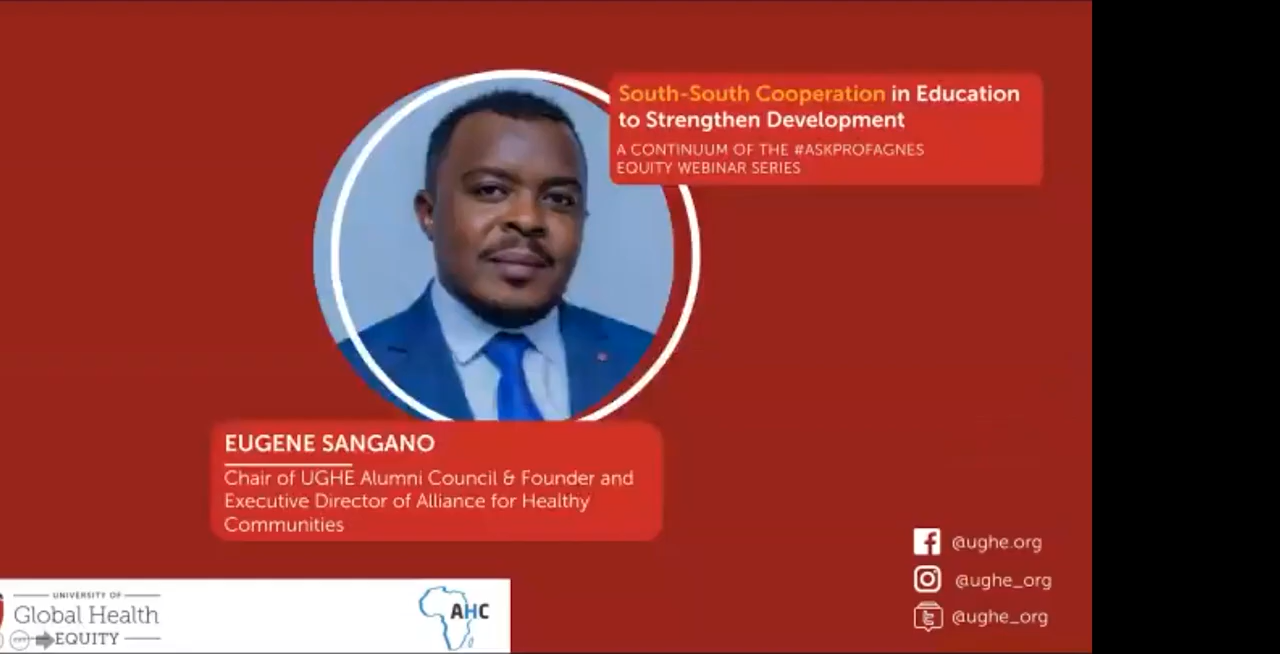 South-South Cooperation in Education
to Strengthen Development
A CONTINUUM OF THE #ASKPROFAGNES
EQUITY WEBINAR SERIES
EUGENE SANGANO
Chair of UGHE Alumni Council & Founder and
Executive Director of Alliance for Healthy
Communities
@ughe.org
@ughe_org
@ughe_org
UNIVERSITY OF
Global Health
EQUITY
AHC